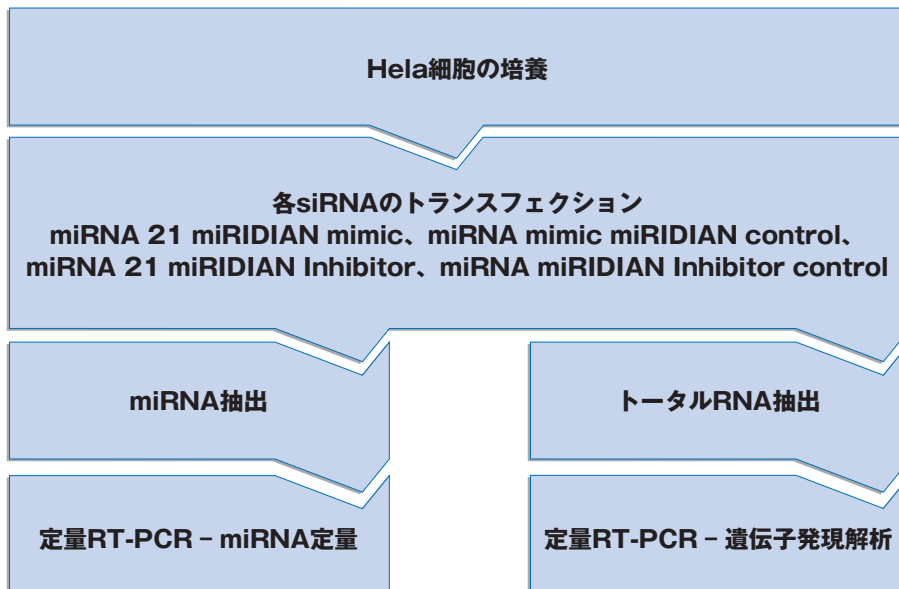 Hela細胞の培養
各siRNAのトランスフェクション
miRNA 21 miRIDIAN mimic、miRNA mimic miRIDIAN control、
miRNA 21 miRIDIAN Inhibitor、miRNA miRIDIAN Inhibitor control
miRNA抽出
トータルRNA抽出
定量RT-PCR – miRNA定量
定量RT-PCR – 遺伝子発現解析